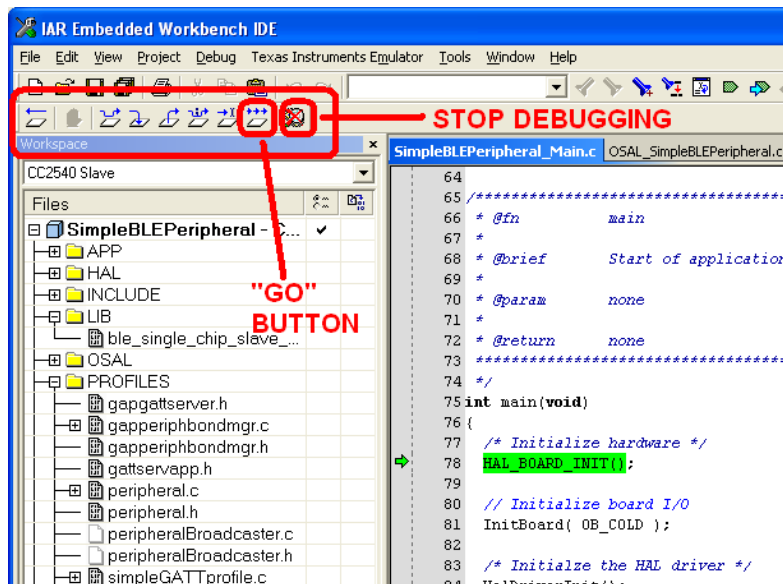 IAR Embedded Workbench IDE
File Edit View Project Debug Texas Instruments Emulator Tools Window Help
STOP DEBUGGING
Workspace
SimpleBLEPeripheral_Main.c OSAL_SimpleBLEPeripheral.c
CC2540 Slave
Files
SimpleBLEPeripheral - C...
APP
HAL
INCLUDE
LIB
ble_single_chip_slave_...
OSAL
PROFILES
gapgattserver.h
gapperiphbondmgr.c
gapperiphbondmgr.h
gattservapp.h
peripheral.c
peripheral.h
peripheralBroadcaster.c
peripheralBroadcaster.h
simpleGATTprofile.c
"GO"
BUTTON
64
65 /***********************************
66 * @fn main
67 *
68 * @brief Start of application
69 *
70 * @param none
71 *
72 * @return none
73 ***********************************
74 */
75 int main(void)
76 {
77 /* Initialize hardware */
78 HAL_BOARD_INIT();
79
80 // Initialize board I/O
81 InitBoard( OB_COLD );
82
83 /* Initialze the HAL driver */
84 HalDriverInit();